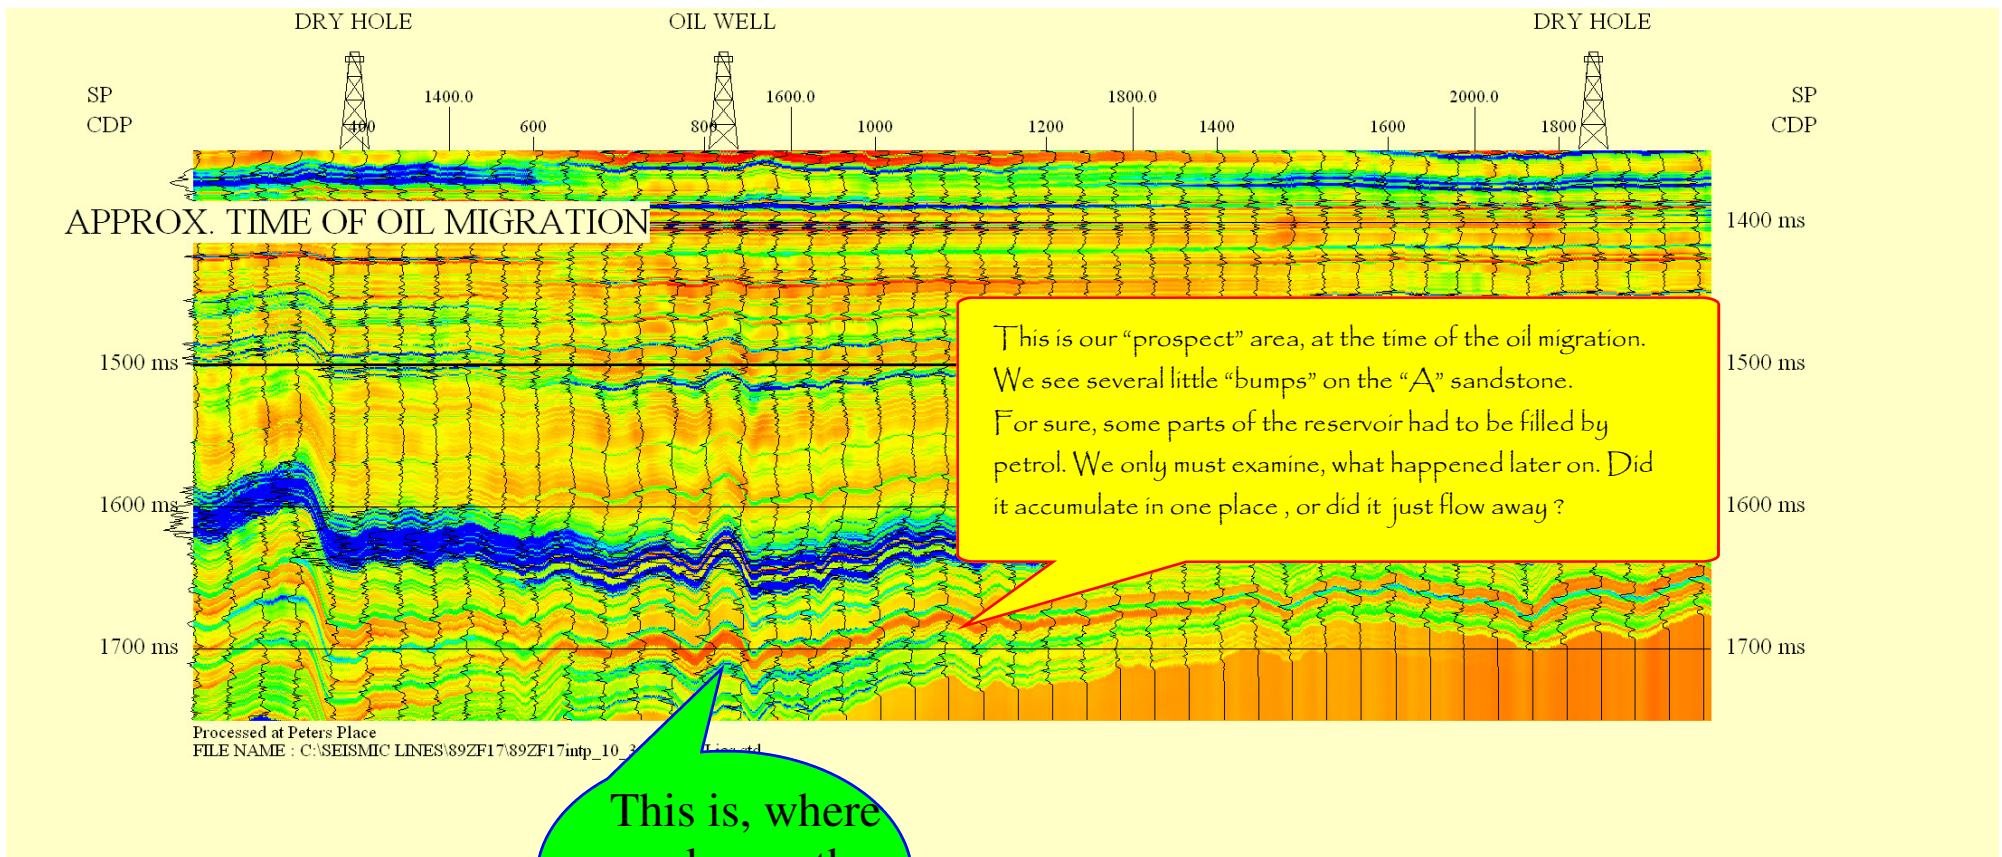 DRY HOLE OIL WELL DRY HOLE
SP 1400.0 1600.0 1800.0 2000.0 SP
CDP 400 600 800 1000 1200 1400 1600 1800 CDP
APPROX. TIME OF OIL MIGRATION
1400 ms
1500 ms 1500 ms
1600 ms 1600 ms
1700 ms 1700 ms
This is our “prospect” area, at the time of the oil migration.
We see several little “bumps” on the “A” sandstone.
For sure, some parts of the reservoir had to be filled by
petrol. We only must examine, what happened later on. Did
it accumulate in one place , or did it just flow away ?
Processed at Peters Place
FILE NAME : C:\SEISMIC LINES\89ZF17\89ZF17intp_10_3
This is, where